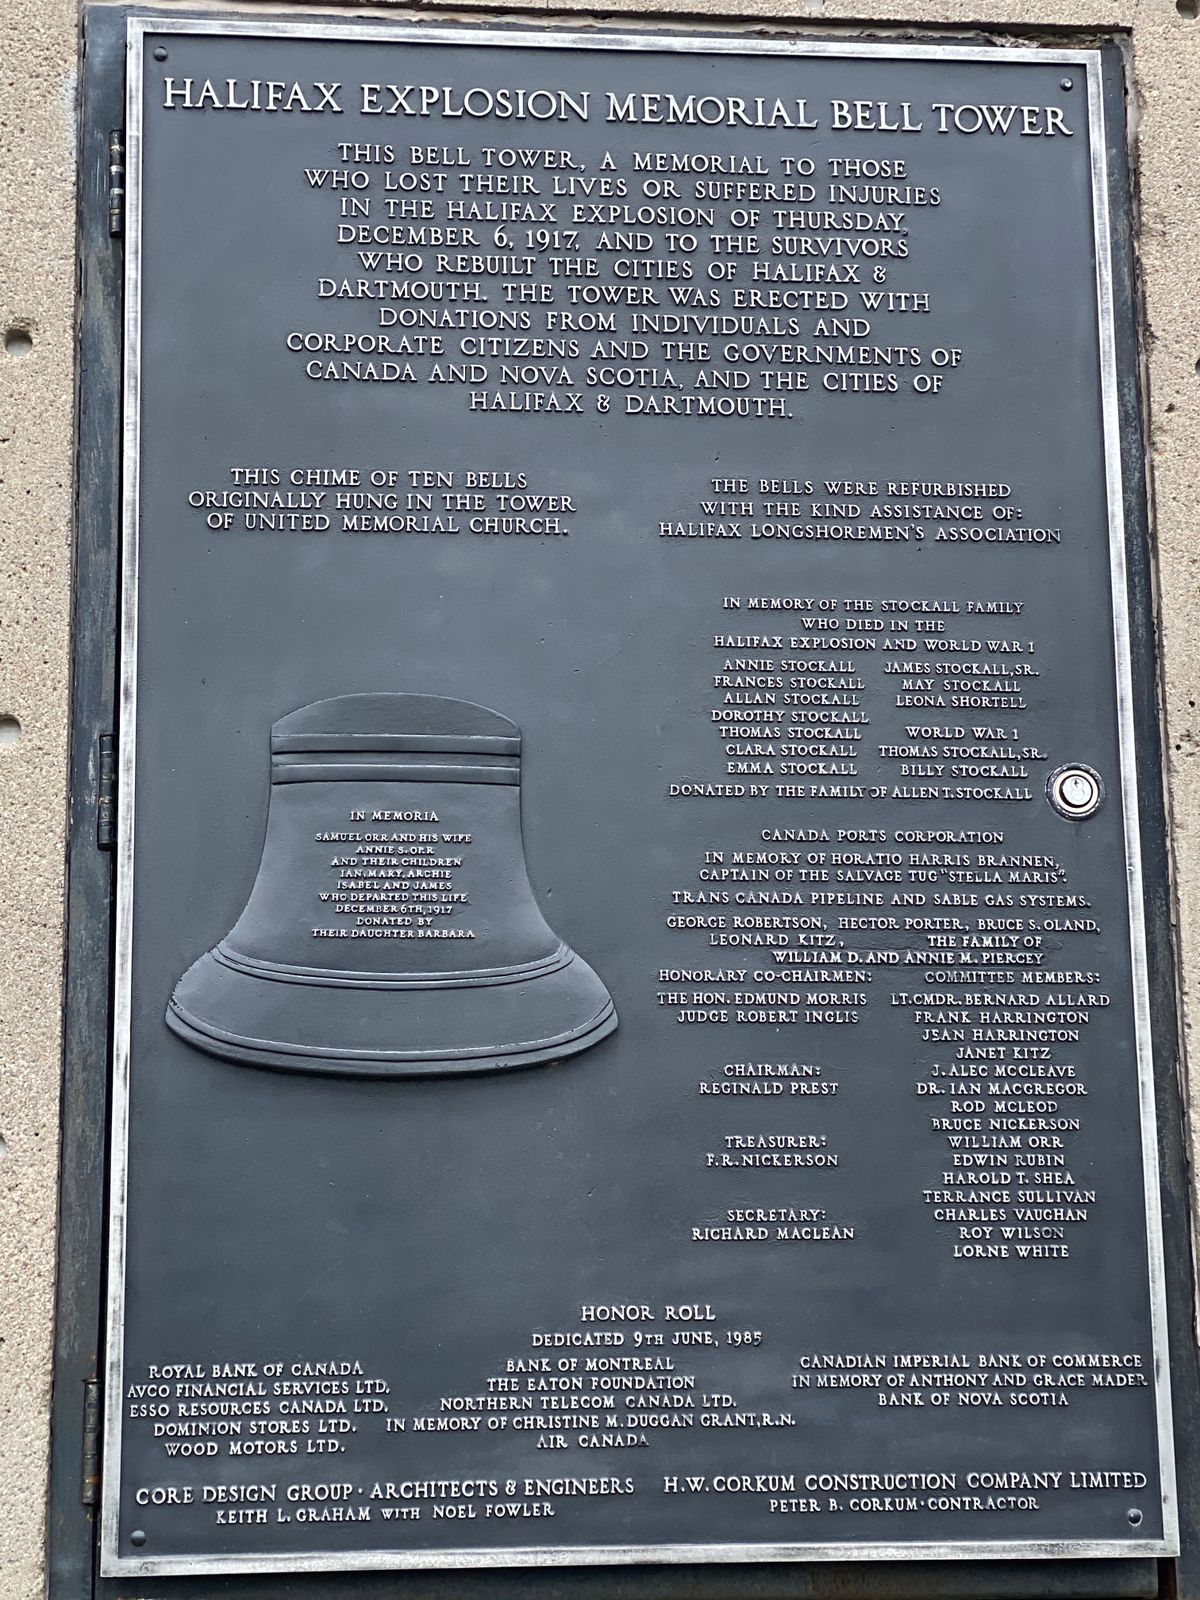 HALIFAX EXPLOSION MEMORIAL BELL TOWER
THIS BELL TOWER, A MEMORIAL TO THOSE
WHO LOST THEIR LIVES OR SUFFERED INJURIES
IN THE HALIFAX EXPLOSION OF THURSDAY,
DECEMBER 6, 1917, AND TO THE SURVIVORS
WHO REBUILT THE CITIES OF HALIFAX &
DARTMOUTH. THE TOWER WAS ERECTED WITH
DONATIONS FROM INDIVIDUALS AND
CORPORATE CITIZENS AND THE GOVERNMENTS OF
CANADA AND NOVA SCOTIA, AND THE CITIES OF
HALIFAX & DARTMOUTH.
THIS CHIME OF TEN BELLS
ORIGINALLY HUNG IN THE TOWER
OF UNITED MEMORIAL CHURCH.
IN MEMORIA
SAMUEL ORR AND HIS WIFE
ANNIE S. ORR
AND THEIR CHILDREN
IAN, MARY, ARCHIE
ISABEL AND JAMES
WHO DEPARTED THIS LIFE
DECEMBER 6TH, 1917
DONATED BY
THEIR DAUGHTER BARBARA
THE BELLS WERE REFURBISHED
WITH THE KIND ASSISTANCE OF:
HALIFAX LONGSHOREMEN'S ASSOCIATION
IN MEMORY OF THE STOCKALL FAMILY
WHO DIED IN THE
HALIFAX EXPLOSION AND WORLD WAR 1
ANNIE STOCKALL JAMES STOCKALL, SR.
FRANCES STOCKALL MAY STOCKALL
ALLAN STOCKALL LEONA SHORTELL
DOROTHY STOCKALL
THOMAS STOCKALL WORLD WAR 1
CLARA STOCKALL THOMAS STOCKALL, SR.
EMMA STOCKALL BILLY STOCKALL
DONATED BY THE FAMILY OF ALLEN T. STOCKALL
CANADA PORTS CORPORATION
IN MEMORY OF HORATIO HARRIS BRANNEN,
CAPTAIN OF THE SALVAGE TUG "STELLA MARIS".
TRANS CANADA PIPELINE AND SABLE GAS SYSTEMS.
GEORGE ROBERTSON, HECTOR PORTER, BRUCE S. OLAND,
LEONARD KITZ, THE FAMILY OF
WILLIAM D. AND ANNIE M. PIERCEY
HONORARY CO-CHAIRMEN: COMMITTEE MEMBERS:
THE HON. EDMUND MORRIS LT. CMDR. BERNARD ALLARD
JUDGE ROBERT INGLIS FRANK HARRINGTON
JEAN HARRINGTON
JANET KITZ
CHAIRMAN: J. ALEC MCCLEAVE
REGINALD PREST DR. IAN MACGREGOR
ROD MCLEOD
BRUCE NICKERSON
TREASURER: WILLIAM ORR
F. R. NICKERSON EDWIN RUBIN
HAROLD T. SHEA
TERRANCE SULLIVAN
SECRETARY: CHARLES VAUGHAN
RICHARD MACLEAN ROY WILSON
LORNE WHITE
HONOR ROLL
DEDICATED 9TH JUNE, 1985
ROYAL BANK OF CANADA
AVCO FINANCIAL SERVICES LTD.
ESSO RESOURCES CANADA LTD.
DOMINION STORES LTD.
WOOD MOTORS LTD.
BANK OF MONTREAL
THE EATON FOUNDATION
NORTHERN TELECOM CANADA LTD.
IN MEMORY OF CHRISTINE M. DUGGAN GRANT, R.N.
AIR CANADA
CANADIAN IMPERIAL BANK OF COMMERCE
IN MEMORY OF ANTHONY AND GRACE MADER
BANK OF NOVA SCOTIA
CORE DESIGN GROUP · ARCHITECTS & ENGINEERS
KEITH L. GRAHAM WITH NOEL FOWLER
H. W. CORKUM CONSTRUCTION COMPANY LIMITED
PETER B. CORKUM · CONTRACTOR